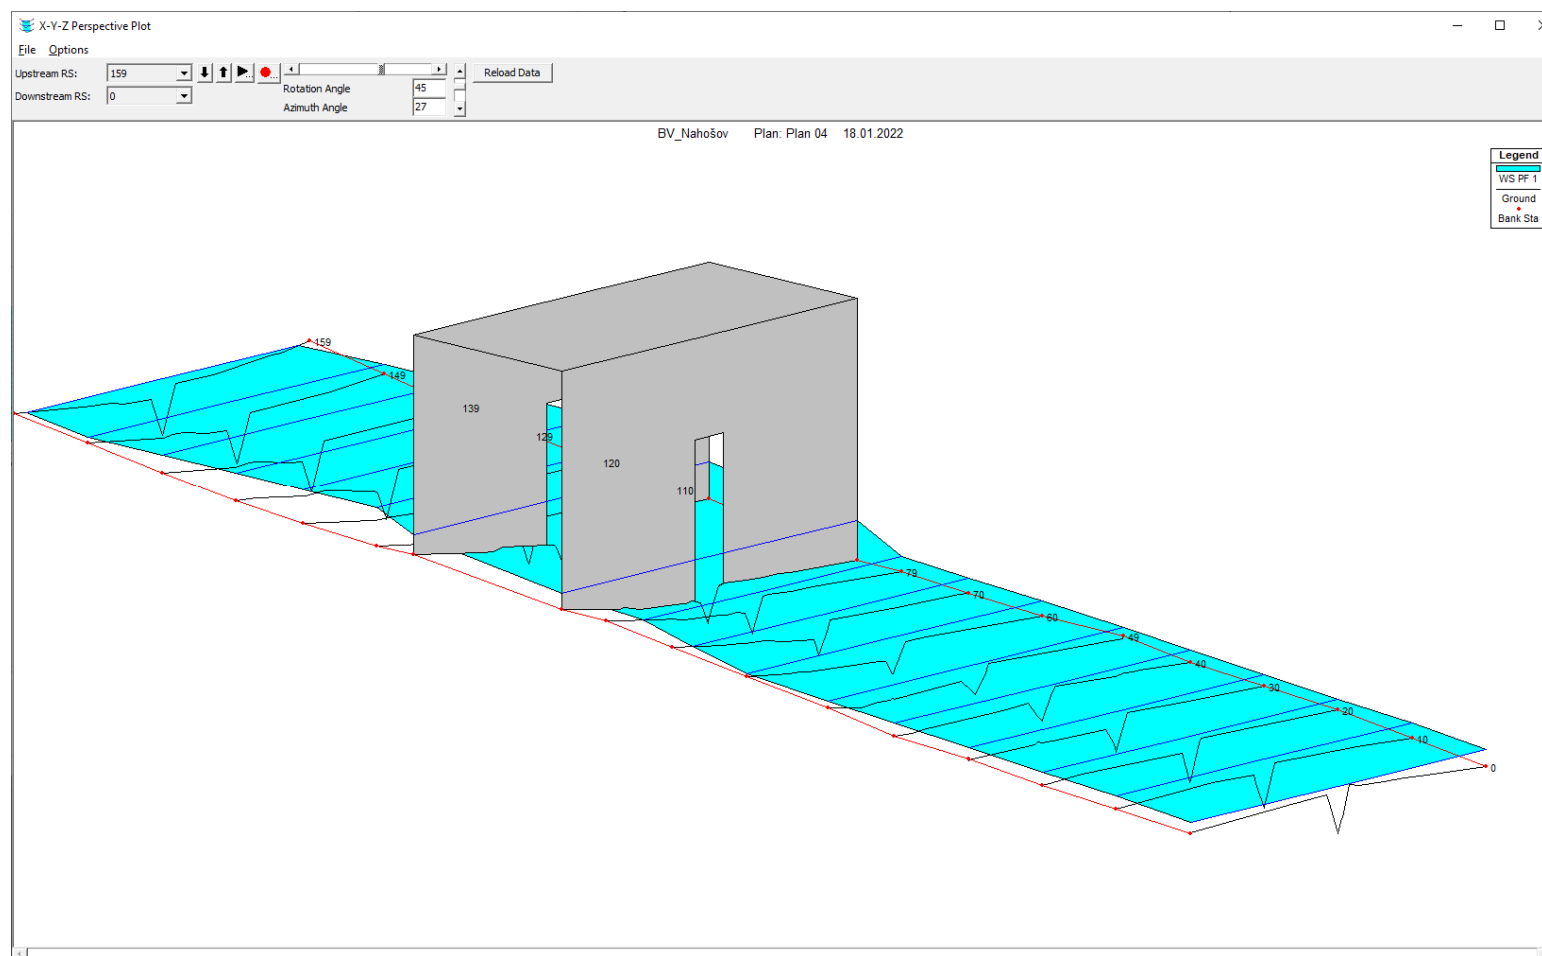 X-Y-Z Perspective Plot
File Options
Upstream RS: 159
Downstream RS: 0
Rotation Angle 45
Azimuth Angle 27
Reload Data
BV_Nahošov Plan: Plan 04 18.01.2022
Legend
WS PF 1
Ground
Bank Sta
159
149
139
129
120
110
79
70
60
49
40
30
20
10
0